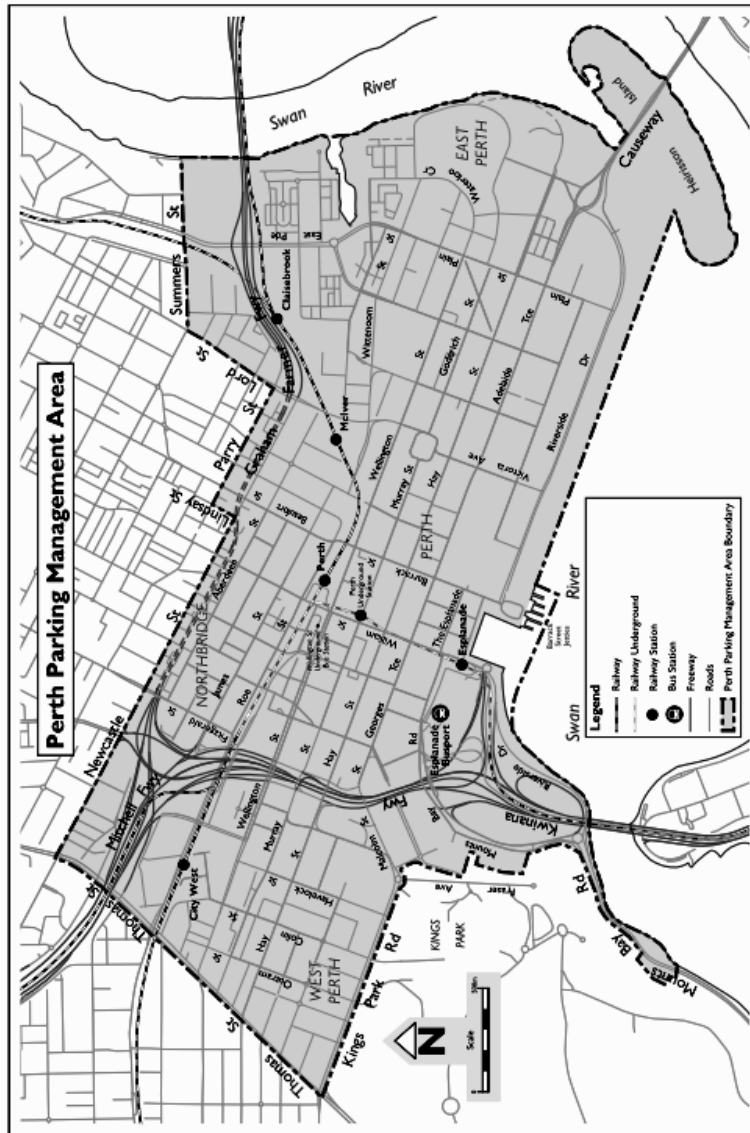 Perth Parking Management Area
Swan
River
Summers
St
Lord
St
Parry
St
Lindsay
St
Newcastle
St
Graham
Farmer
Fwy
Claisebrook
East
Pde
EAST
PERTH
Waterloo
Cr
Causeway
Heirisson
Island
McIver
Wittenoom
St
Plain
St
Goderich
St
Adelaide
Tce
Plain
St
Riverside
Dr
Victoria
Ave
Wellington
Murray
St
Hay
St
PERTH
Beaufort
St
Aberdeen
St
NORTHBRIDGE
James
St
Roe
St
Fitzgerald
St
Perth
Perth
Underground
Station
Wellington St
Underground
Bus Station
William
St
Barrack
St
The Esplanade
Esplanade
Esplanade
Busport
Georges
Tce
Hay
St
Wellington
St
Murray
St
Mitchell
Fwy
City West
Thomas
St
Havelock
St
Colin
St
Hay
St
Outram
St
WEST
PERTH
Malcolm
St
Kings
Park
Rd
KINGS
PARK
Fraser
Ave
Mounts
Bay
Rd
Kwinana
Fwy
Riverside
Dr
Mounts
Bay
Rd
Thomas
St
Barrack
Street
Jetties
Swan
River
N
Scale
Legend
Railway
Railway Underground
Railway Station
Bus Station
Freeway
Roads
Perth Parking Management Area Boundary